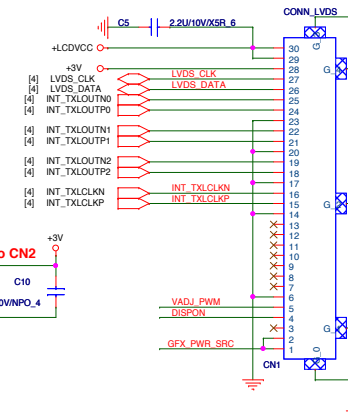 CONN_LVDS
C5 2.2U/10V/X5R_6
+LCDVCC
+3V
[4] LVDS_CLK
[4] LVDS_DATA
[4] INT_TXLOUTN0
[4] INT_TXLOUTP0
[4] INT_TXLOUTN1
[4] INT_TXLOUTP1
[4] INT_TXLOUTN2
[4] INT_TXLOUTP2
[4] INT_TXLCLKN
[4] INT_TXLCLKP
LVDS_CLK
LVDS_DATA
INT_TXLCLKN
INT_TXLCLKP
VADJ_PWM
DISPON
GFX_PWR_SRC
30
29
28
27
26
25
24
23
22
21
20
19
18
17
16
15
14
13
12
11
10
9
8
7
6
5
4
3
2
1
CN1
o CN2
+3V
C10
0V/NPO_4